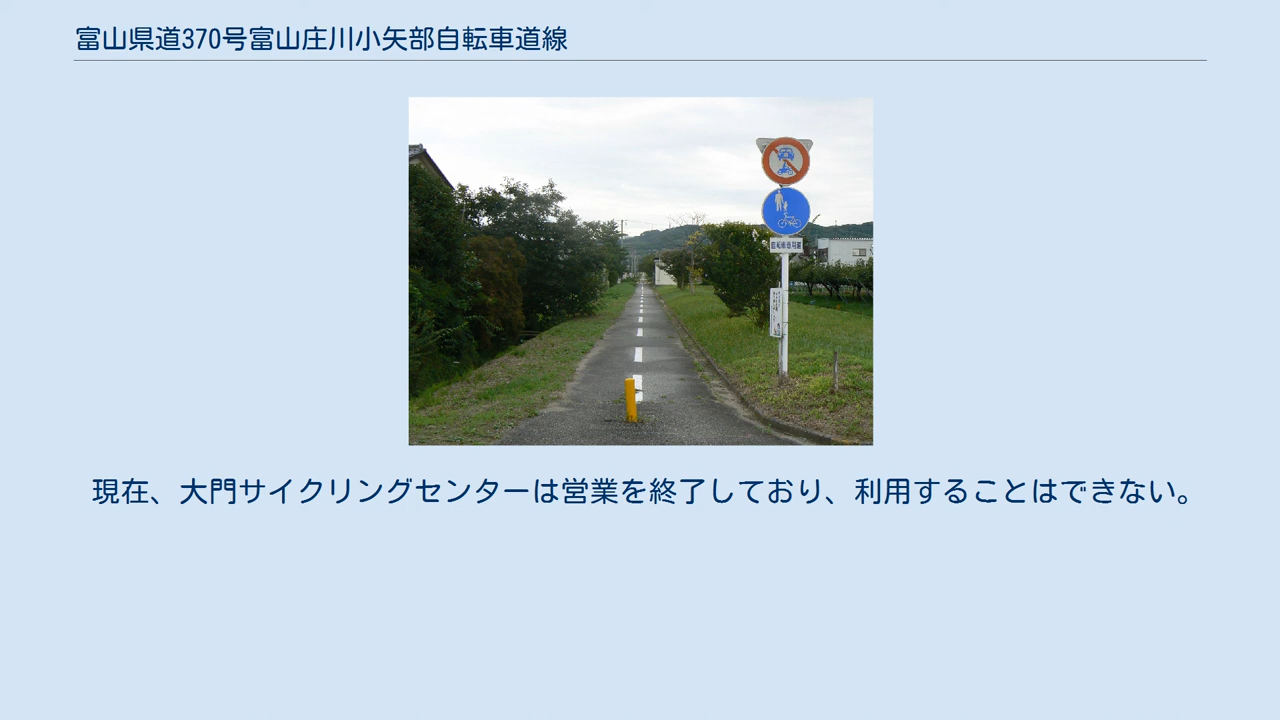 富山県道370号富山庄川小矢部自転車道線
現在、大門サイクリングセンターは営業を終了しており、利用することはできない。